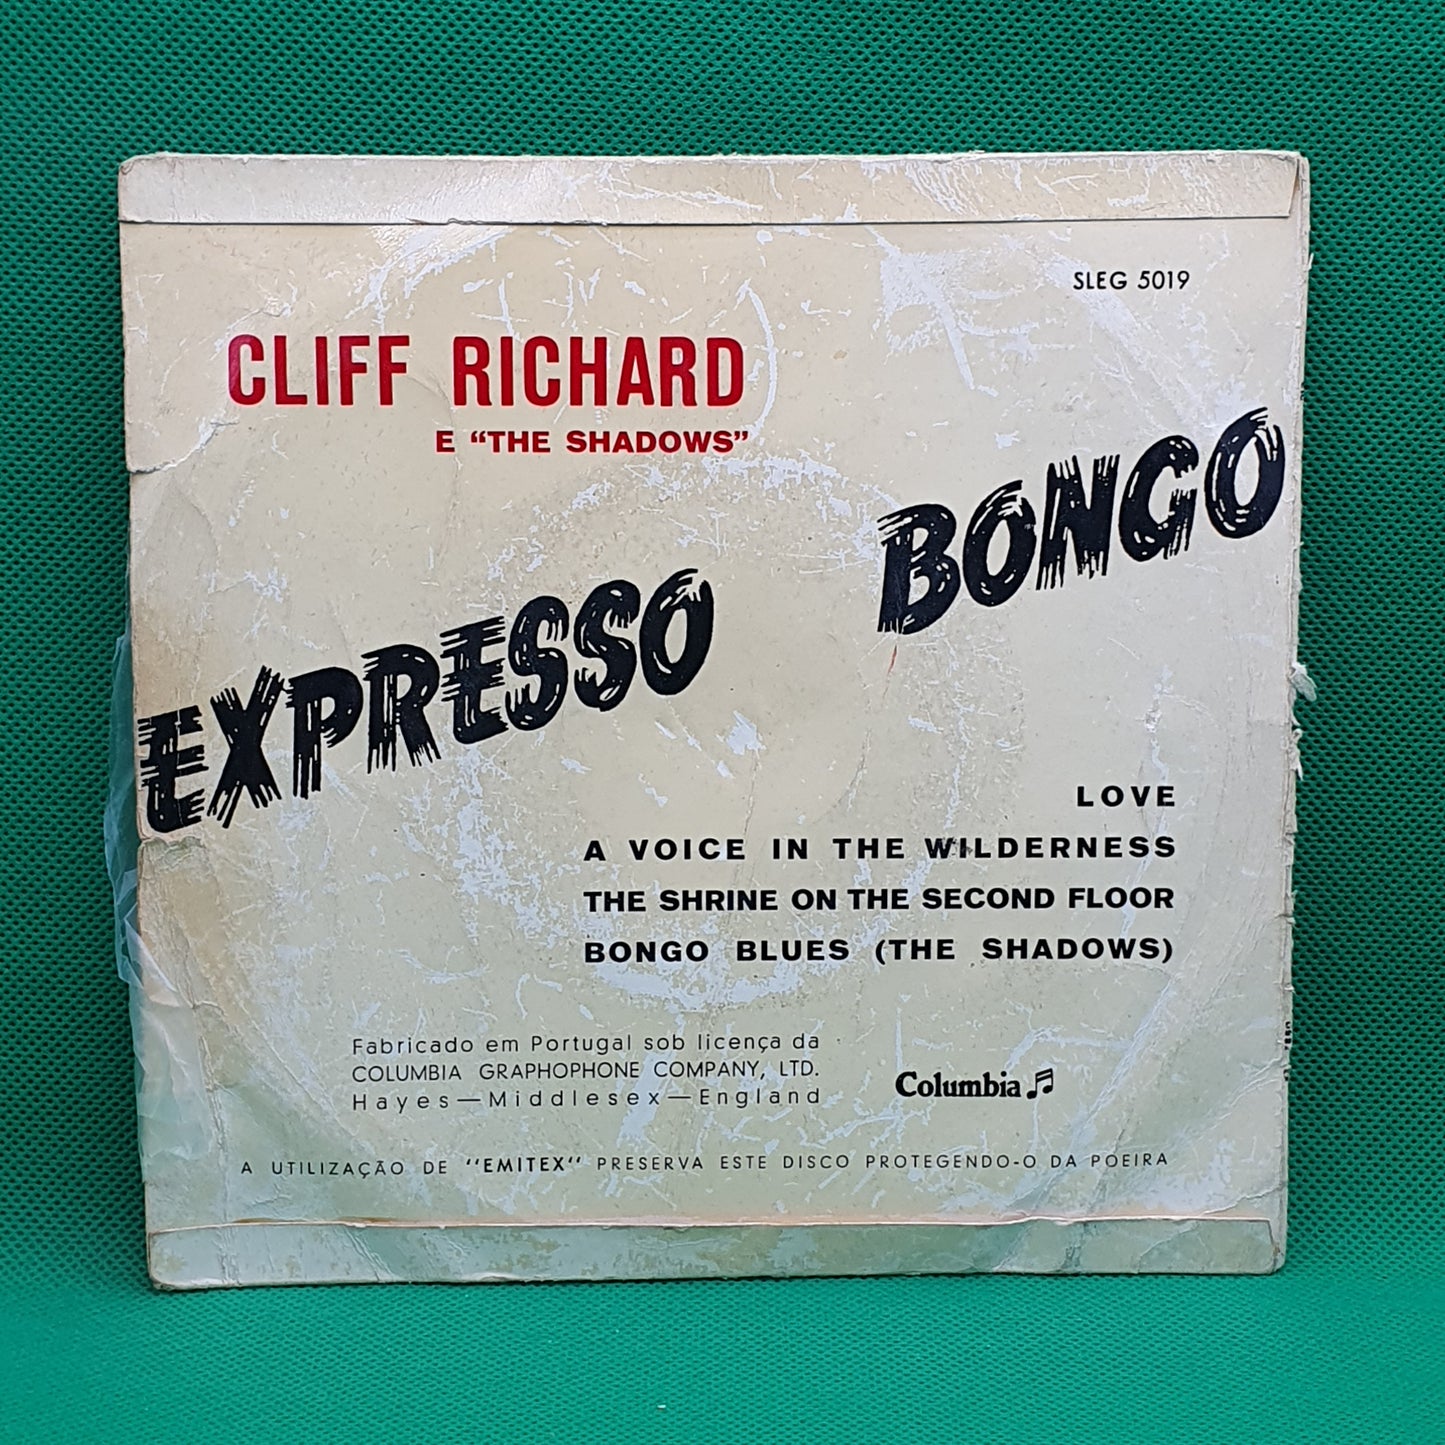 SLEG 5019
CLIFF RICHARD
E “THE SHADOWS”
EXPRESSO BONGO
LOVE
A VOICE IN THE WILDERNESS
THE SHRINE ON THE SECOND FLOOR
BONGO BLUES (THE SHADOWS)
Fabricado em Portugal sob licença da
COLUMBIA GRAPHOPHONE COMPANY, LTD.
Hayes—Middlesex—England
Columbia
A UTILIZAÇÃO DE “EMITEX” PRESERVA ESTE DISCO PROTEGENDO-O DA POEIRA